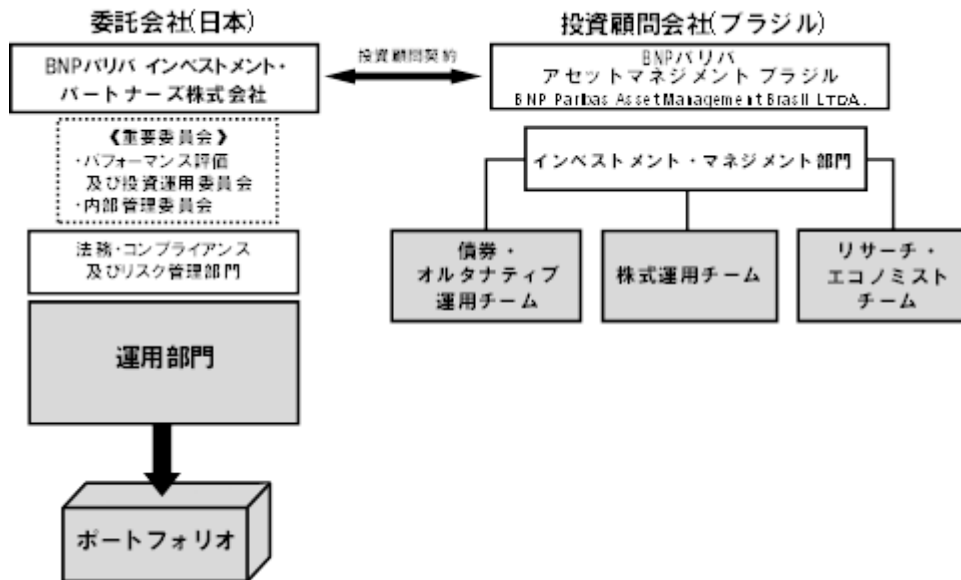 委託会社(日本)
BNPパリバ インベストメント・
パートナーズ株式会社
《重要委員会》
・パフォーマンス評価
及び投資運用委員会
・内部管理委員会
法務・コンプライアンス
及びリスク管理部門
運用部門
ポートフォリオ
投資顧問契約
投資顧問会社(ブラジル)
BNPパリバ
アセットマネジメント ブラジル
BNP Paribas Asset Management Brasil LTDA.
インベストメント・マネジメント部門
債券・
オルタナティブ
運用チーム
株式運用チーム
リサーチ・
エコノミスト
チーム